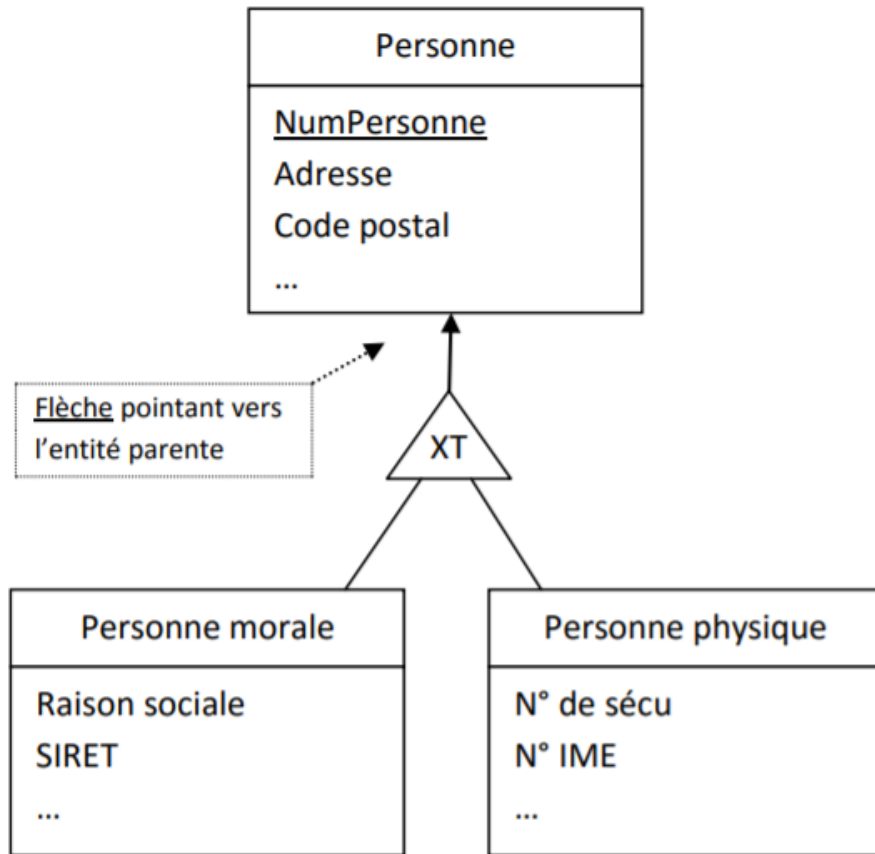 Personne
NumPersonne
Adresse
Code postal
...
Flèche pointant vers
l'entité parente
XT
Personne morale
Raison sociale
SIRET
...
Personne physique
N° de sécu
N° IME
...